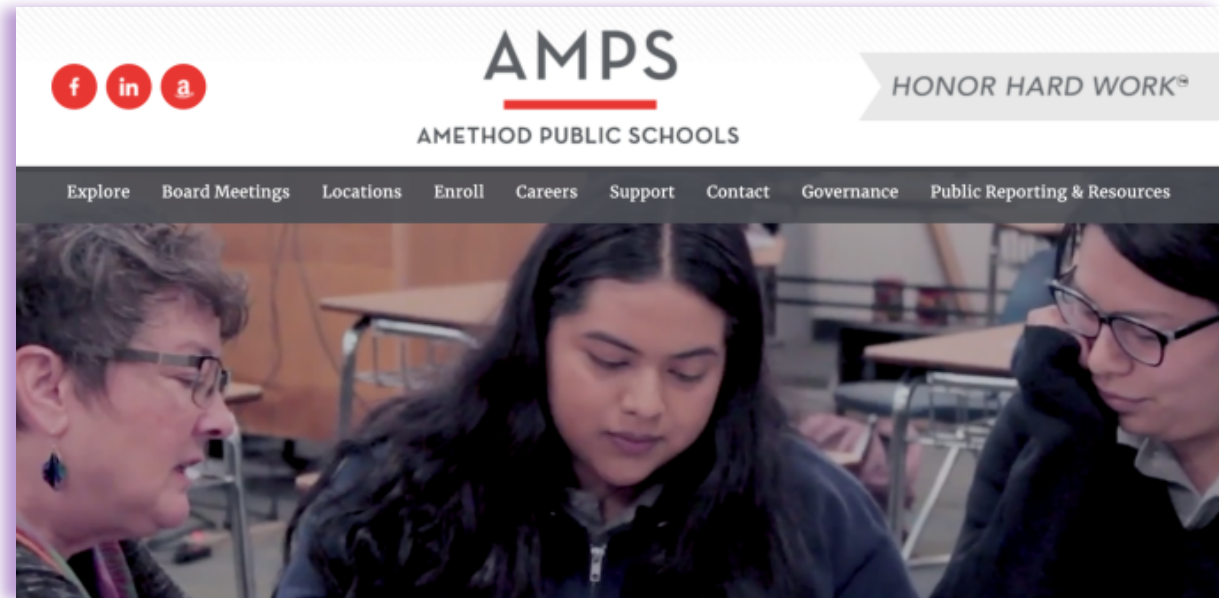 AMPS
AMETHOD PUBLIC SCHOOLS
HONOR HARD WORK
Explore Board Meetings Locations Enroll Careers Support Contact Governance Public Reporting & Resources